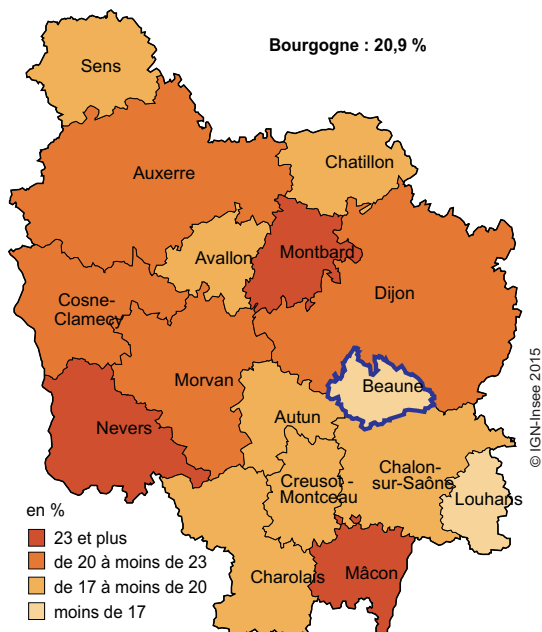 Bourgogne : 20,9 %
Sens
Chatillon
Auxerre
Avallon
Montbard
Dijon
Cosne-
Clamecy
Morvan
Beaune
Autun
Nevers
Chalon-
sur-Saône
Creusot -
Montceau
Louhans
Charolais
Mâcon
en %
23 et plus
de 20 à moins de 23
de 17 à moins de 20
moins de 17
© IGN-Insee 2015